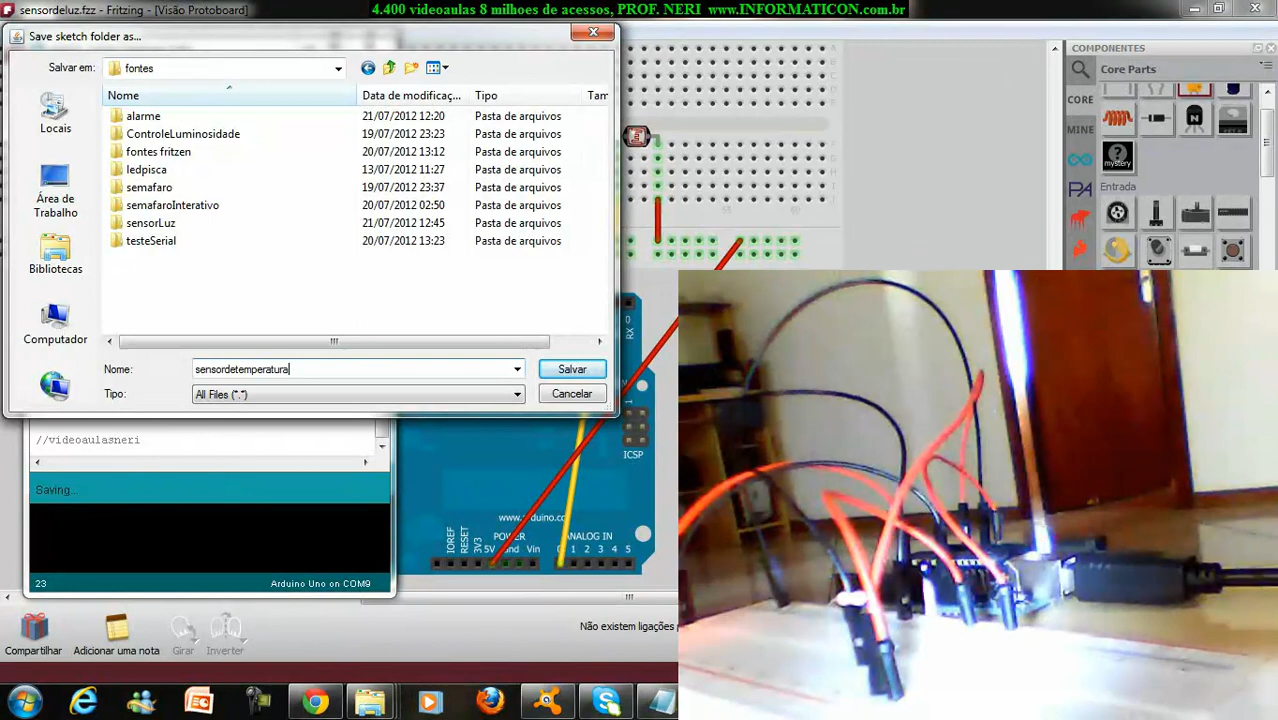 sensordeluz.fzz - Fritzing - [Visão Protoboard]
4.400 videoaulas 8 milhoes de acessos, PROF. NERI www.INFORMATICON.com.br
Save sketch folder as...
Salvar em:
fontes
Nome
Data de modificaç...
Tipo
Tam
alarme
21/07/2012 12:20
Pasta de arquivos
ControleLuminosidade
19/07/2012 23:23
Pasta de arquivos
fontes fritzen
20/07/2012 13:12
Pasta de arquivos
ledpisca
13/07/2012 11:27
Pasta de arquivos
semafaro
19/07/2012 23:37
Pasta de arquivos
semafaroInterativo
20/07/2012 02:50
Pasta de arquivos
sensorLuz
21/07/2012 12:45
Pasta de arquivos
testeSerial
20/07/2012 13:23
Pasta de arquivos
Locais
Área de
Trabalho
Bibliotecas
Computador
Nome:
sensordetemperatura
Salvar
Tipo:
All Files (*.*)
Cancelar
//videoaulasneri
Saving...
23
Arduino Uno on COM9
COMPONENTES
Core Parts
CORE
MINE
mystery
Entrada
A
B
C
D
E
F
G
H
I
J
55
60
RX
0
1
ICSP
POWER
ANALOG IN
IOREF
RESET
3V3
5V
Gnd
Vin
0 1 2 3 4 5
Compartilhar
Adicionar uma nota
Girar
Inverter
Não existem ligações